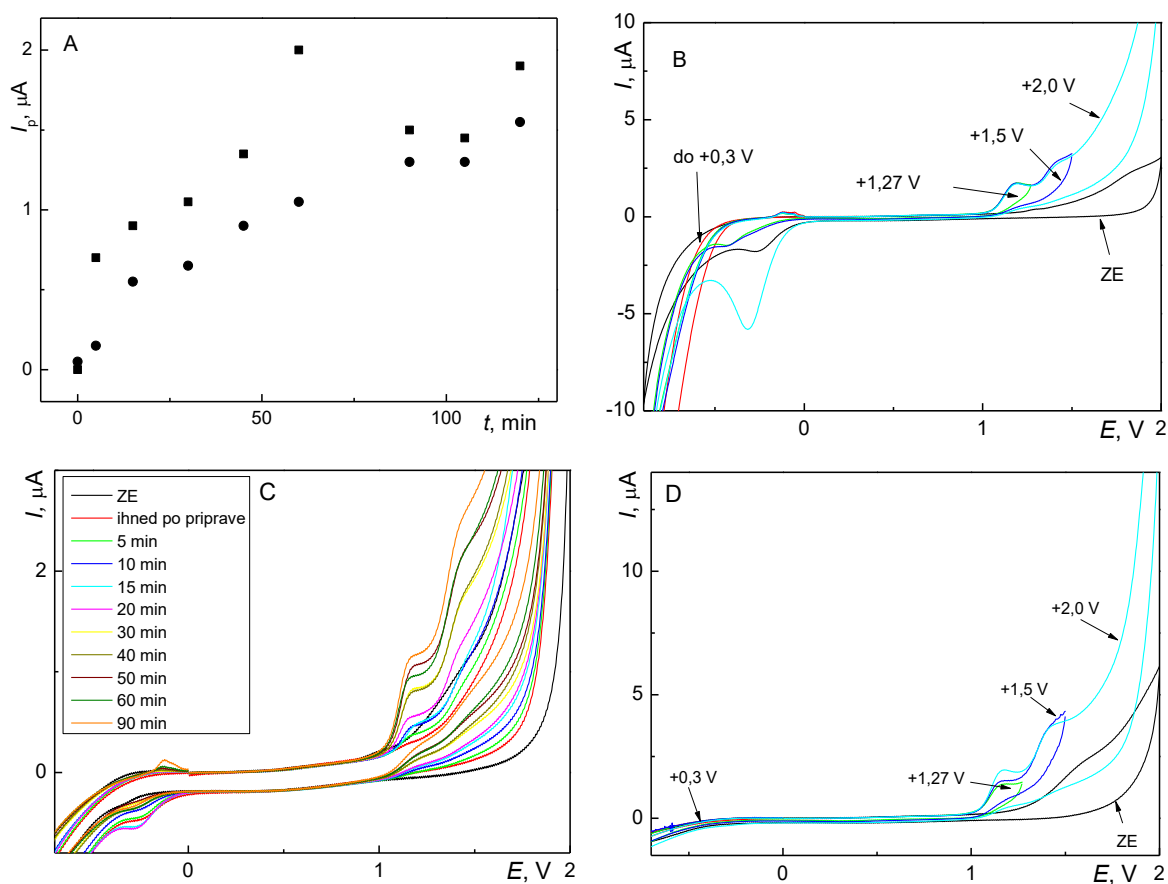 A
2
1
0
I_p, μA
0
50
100
t, min
B
10
5
0
-5
-10
I, μA
do +0,3 V
+2,0 V
+1,5 V
+1,27 V
ZE
0
1
2
E, V
C
2
0
I, μA
ZE
ihned po priprave
5 min
10 min
15 min
20 min
30 min
40 min
50 min
60 min
90 min
0
1
2
E, V
D
10
5
0
I, μA
+2,0 V
+1,5 V
+1,27 V
+0,3 V
ZE
0
1
2
E, V